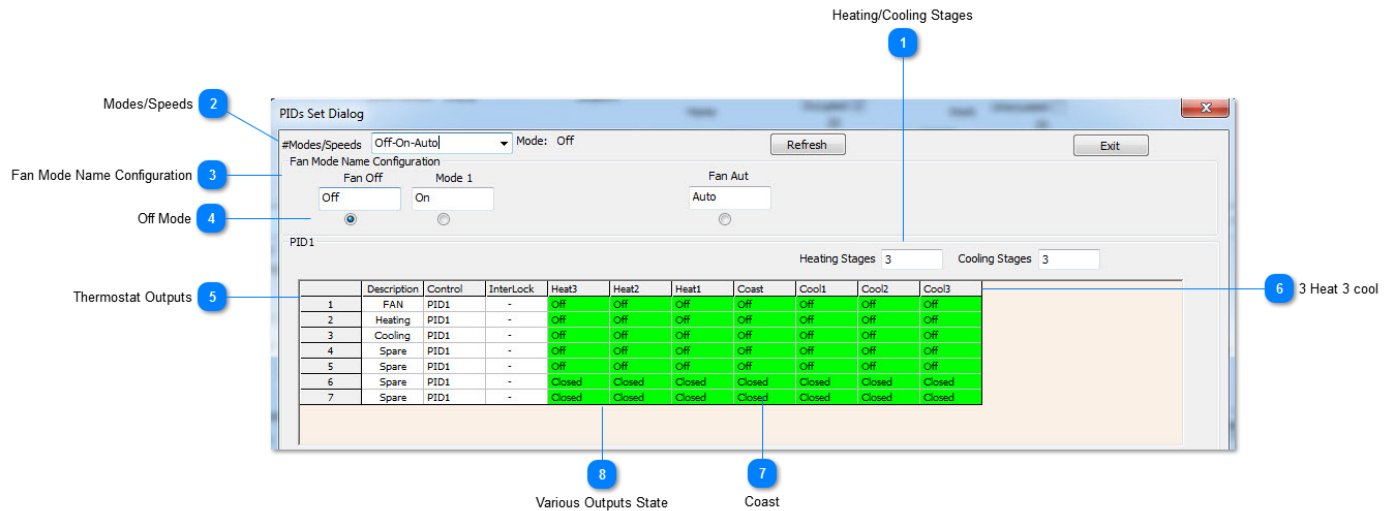 Heating/Cooling Stages
1
Modes/Speeds 2
PIDs Set Dialog
#Modes/Speeds Off-On-Auto Mode: Off Refresh Exit
Fan Mode Name Configuration
Fan Mode Name Configuration 3
Fan Off Mode 1 Fan Aut
Off On Auto
Off Mode 4
PID1
Heating Stages 3 Cooling Stages 3
Description Control InterLock Heat3 Heat2 Heat1 Coast Cool1 Cool2 Cool3
6 3 Heat 3 cool
Thermostat Outputs 5
1 FAN PID1 - Off Off Off Off Off Off Off
2 Heating PID1 - Off Off Off Off Off Off Off
3 Cooling PID1 - Off Off Off Off Off Off Off
4 Spare PID1 - Off Off Off Off Off Off Off
5 Spare PID1 - Off Off Off Off Off Off Off
6 Spare PID1 - Closed Closed Closed Closed Closed Closed Closed
7 Spare PID1 - Closed Closed Closed Closed Closed Closed Closed
8 7
Various Outputs State Coast